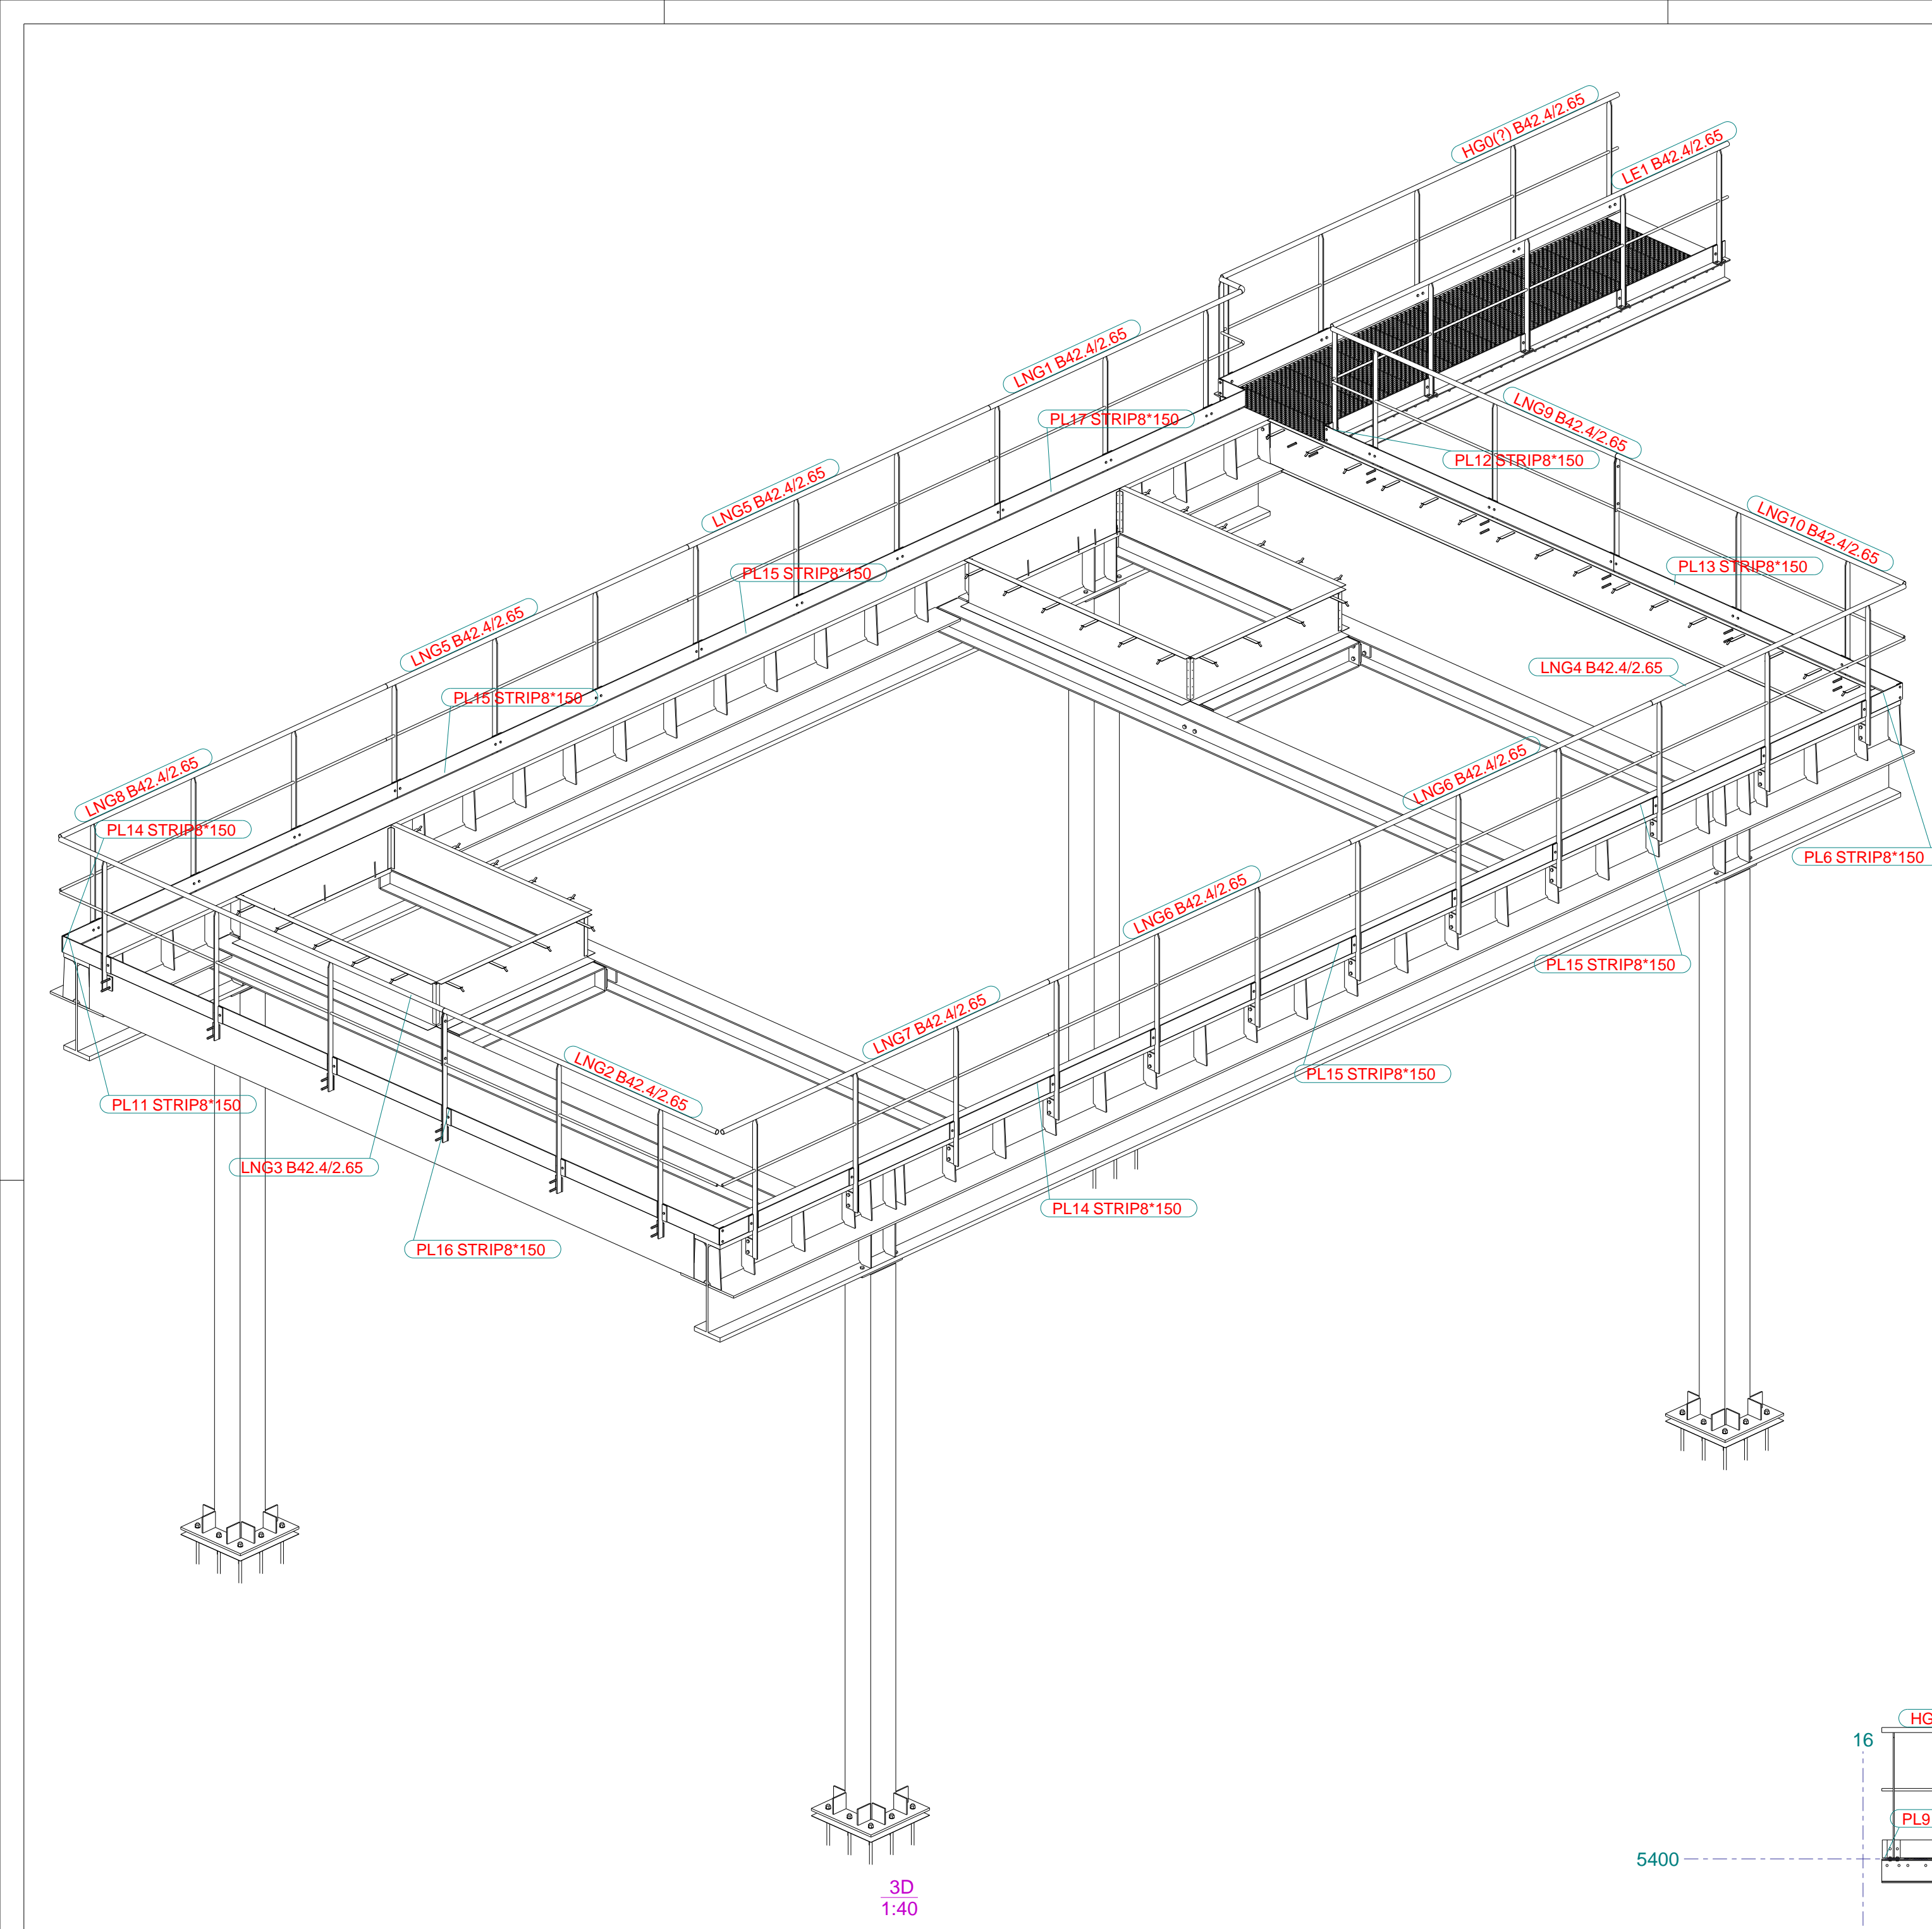 HG0(?) B42.4/2.65
LE1 B42.4/2.65
LNG1 B42.4/2.65
PL17 STRIP8*150
LNG9 B42.4/2.65
PL12 STRIP8*150
LNG5 B42.4/2.65
LNG10 B42.4/2.65
PL15 STRIP8*150
PL13 STRIP8*150
LNG5 B42.4/2.65
LNG4 B42.4/2.65
PL15 STRIP8*150
LNG8 B42.4/2.65
LNG6 B42.4/2.65
PL14 STRIP8*150
PL6 STRIP8*150
LNG6 B42.4/2.65
PL15 STRIP8*150
LNG7 B42.4/2.65
LNG2 B42.4/2.65
PL15 STRIP8*150
PL11 STRIP8*150
LNG3 B42.4/2.65
PL14 STRIP8*150
PL16 STRIP8*150
HG
16
PL9
5400
3D
1:40